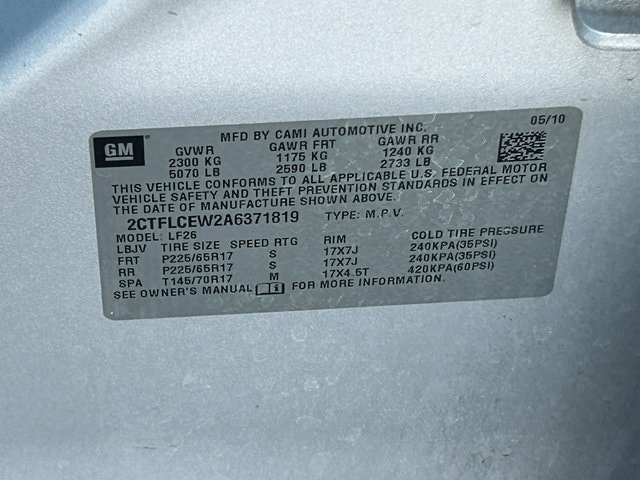 MFD BY CAMI AUTOMOTIVE INC. 05/10
GM GVWR GAWR FRT GAWR RR
2300 KG 1175 KG 1240 KG
5070 LB 2590 LB 2733 LB
THIS VEHICLE CONFORMS TO ALL APPLICABLE U.S. FEDERAL MOTOR
VEHICLE SAFETY AND THEFT PREVENTION STANDARDS IN EFFECT ON
THE DATE OF MANUFACTURE SHOWN ABOVE.
2CTFLCEW2A6371819 TYPE: M.P.V.
MODEL: LF26
LBJV TIRE SIZE SPEED RTG RIM COLD TIRE PRESSURE
FRT P225/65R17 S 17X7J 240KPA(35PSI)
RR P225/65R17 S 17X7J 240KPA(35PSI)
SPA T145/70R17 M 17X4.5T 420KPA(60PSI)
SEE OWNER'S MANUAL FOR MORE INFORMATION.